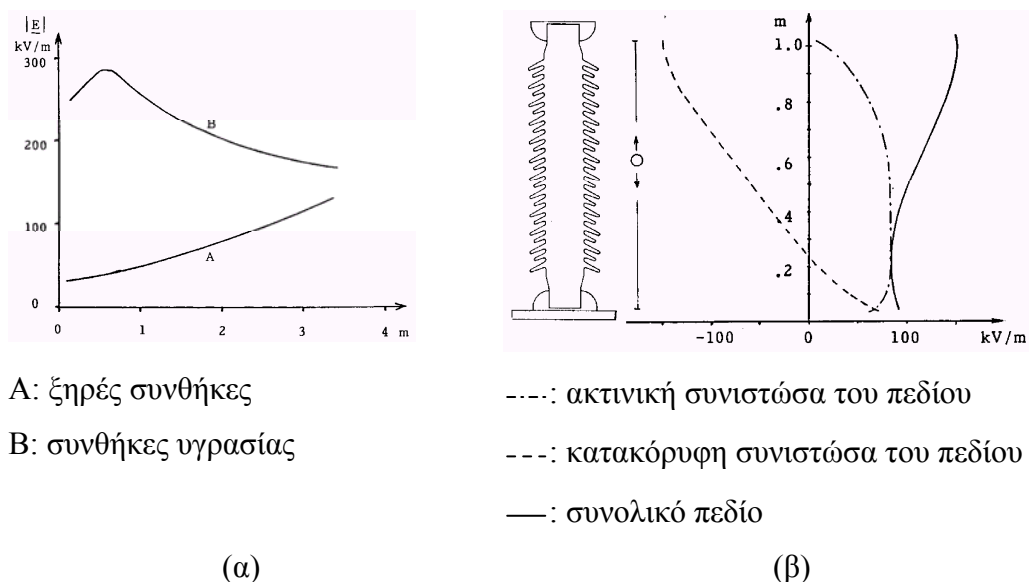 |E|
kV/m
300
200
100
0
B
A
0 1 2 3 4 m
m
1.0
.8
.6
.4
.2
-100 0 100 kV/m
Α: ξηρές συνθήκες
Β: συνθήκες υγρασίας
-·-·-: ακτινική συνιστώσα του πεδίου
---: κατακόρυφη συνιστώσα του πεδίου
—: συνολικό πεδίο
(α)
(β)